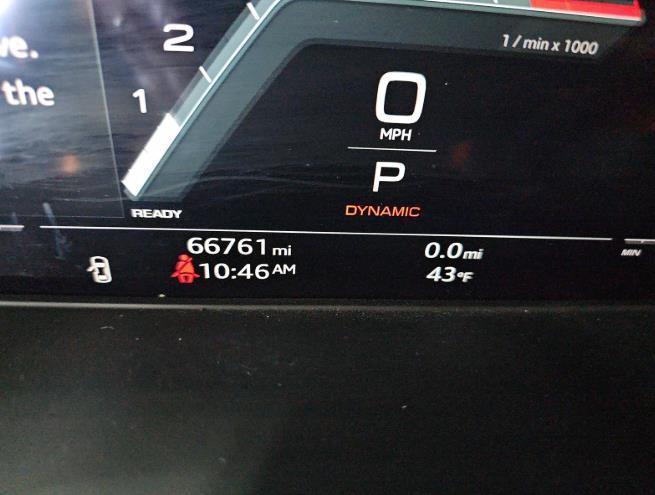 ve.
the
2
1
1 / min x 1000
0
MPH
P
DYNAMIC
READY
66761 mi
10:46 AM
0.0 mi
43°F
MIN